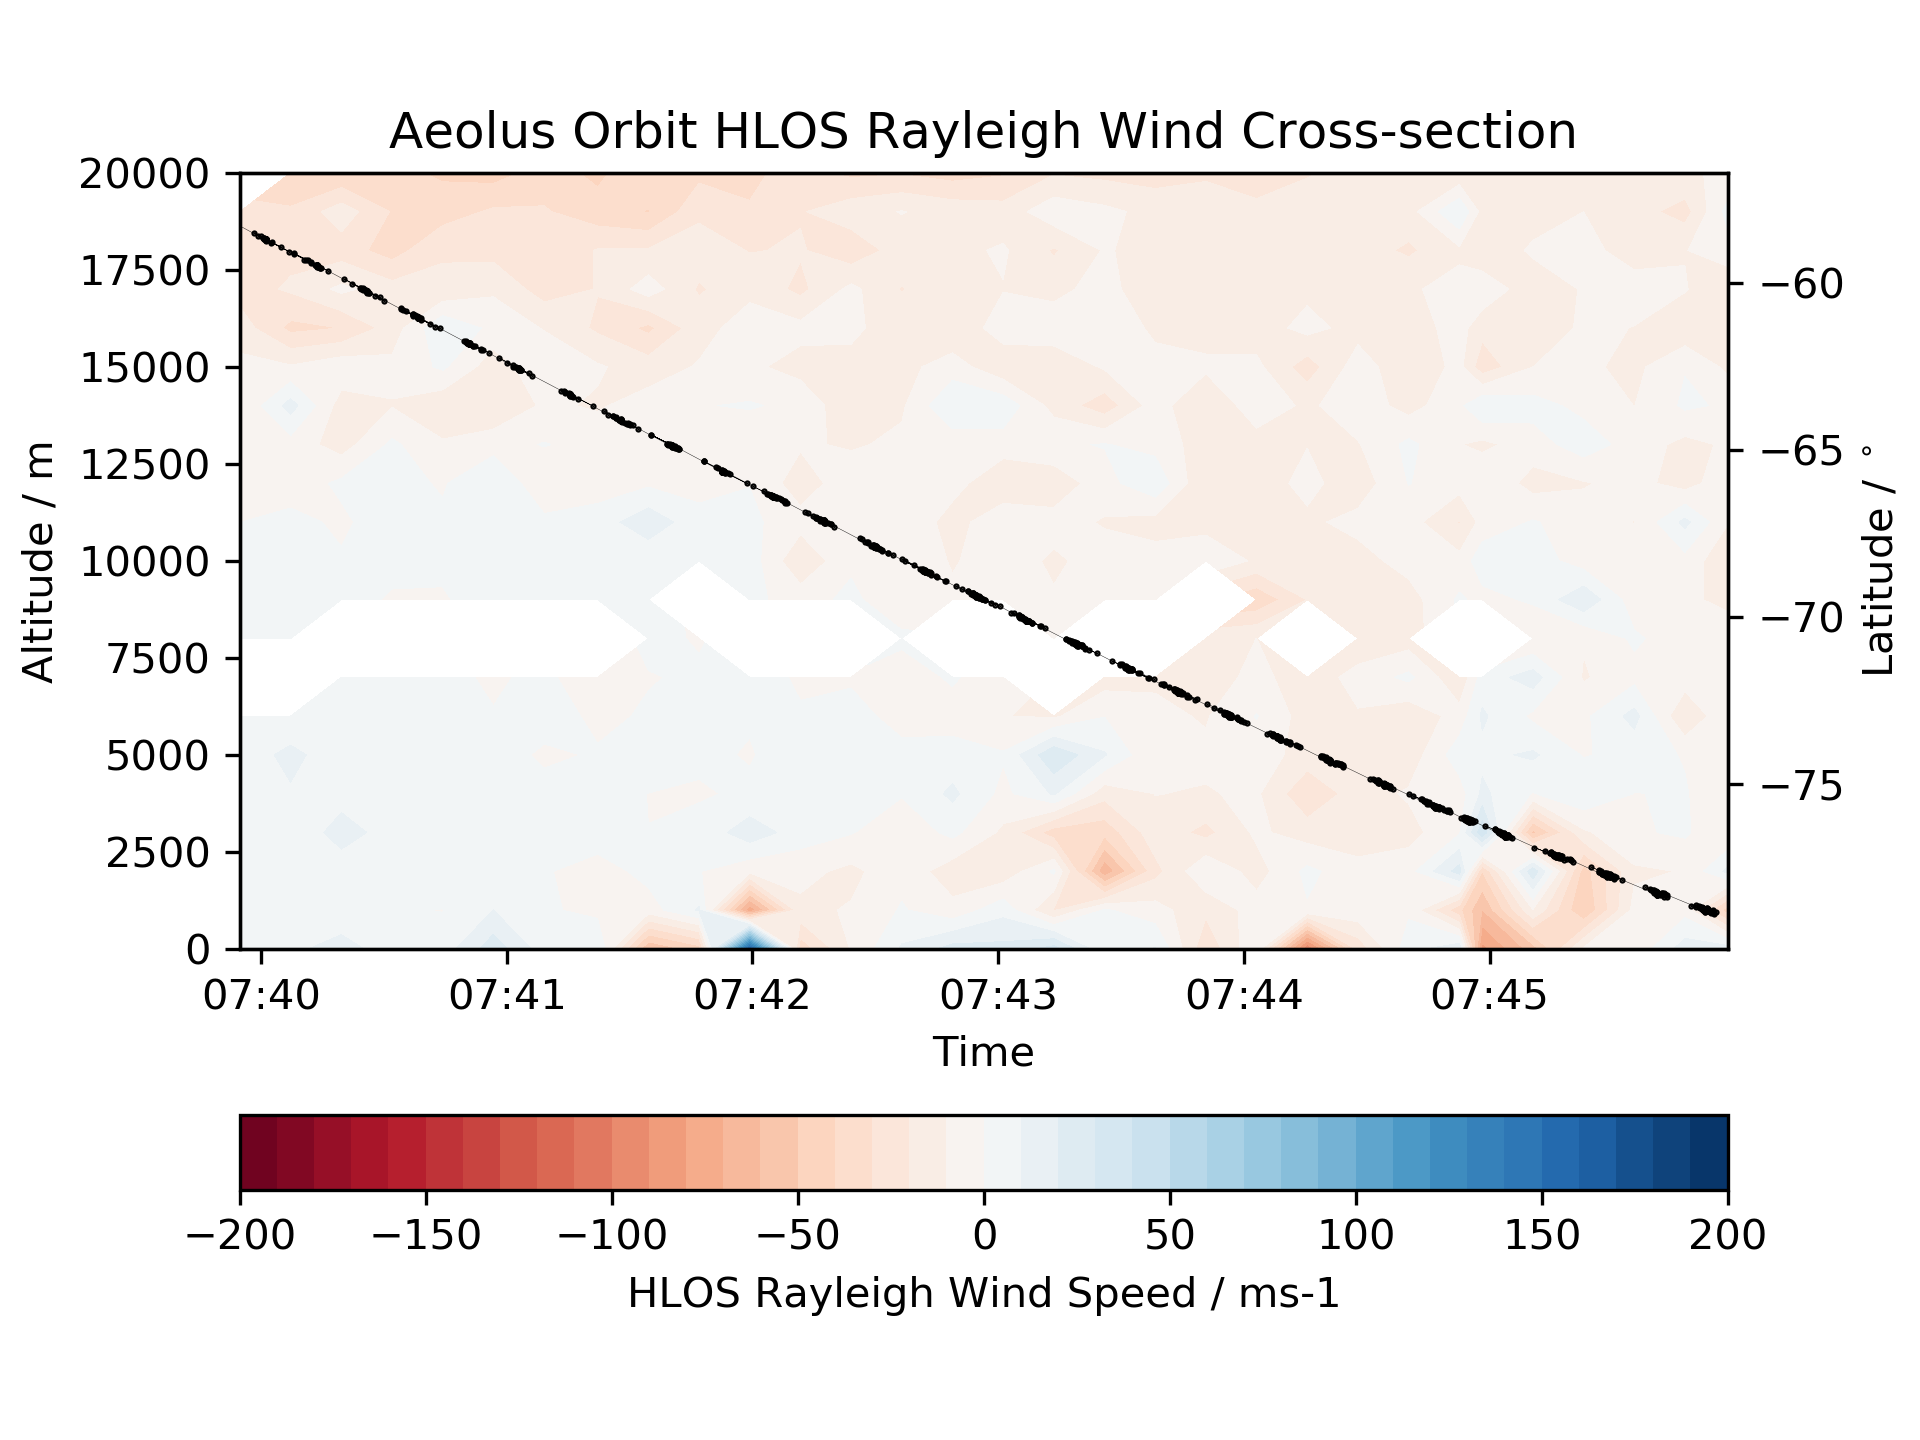 Aeolus Orbit HLOS Rayleigh Wind Cross-section
20000
17500
15000
12500
10000
7500
5000
2500
0
Altitude / m
−60
−65
−70
−75
Latitude / °
07:40 07:41 07:42 07:43 07:44 07:45
Time
−200 −150 −100 −50 0 50 100 150 200
HLOS Rayleigh Wind Speed / ms-1